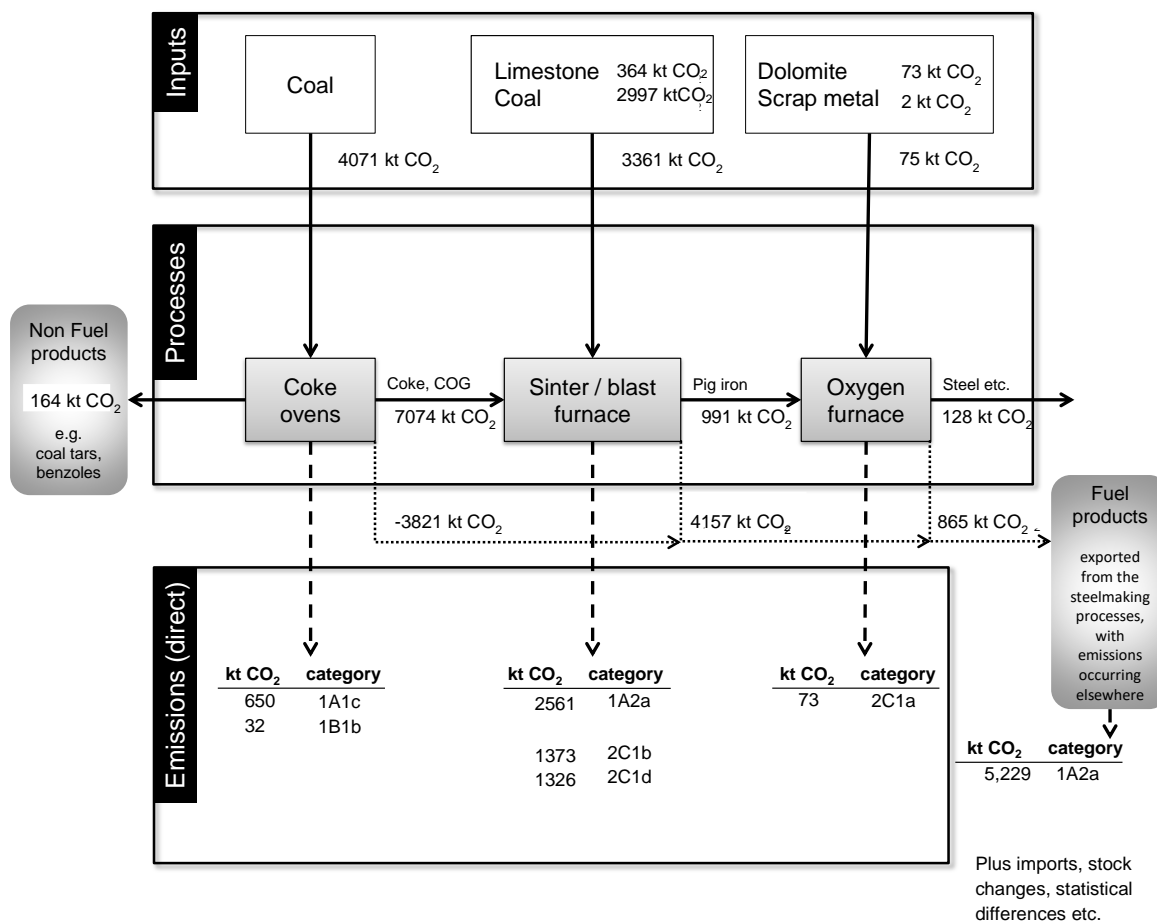 Inputs
Coal
Limestone 364 kt CO2
Coal 2997 ktCO2
Dolomite 73 kt CO2
Scrap metal 2 kt CO2
4071 kt CO2
3361 kt CO2
75 kt CO2
Processes
Non Fuel
products
164 kt CO2
e.g.
coal tars,
benzoles
Coke
ovens
Coke, COG
7074 kt CO2
Sinter / blast
furnace
Pig iron
991 kt CO2
Oxygen
furnace
Steel etc.
128 kt CO2
-3821 kt CO2
4157 kt CO2
865 kt CO2
Fuel
products
exported
from the
steelmaking
processes,
with
emissions
occurring
elsewhere
Emissions (direct)
kt CO2 category
650 1A1c
32 1B1b
kt CO2 category
2561 1A2a
1373 2C1b
1326 2C1d
kt CO2 category
73 2C1a
kt CO2 category
5,229 1A2a
Plus imports, stock
changes, statistical
differences etc.